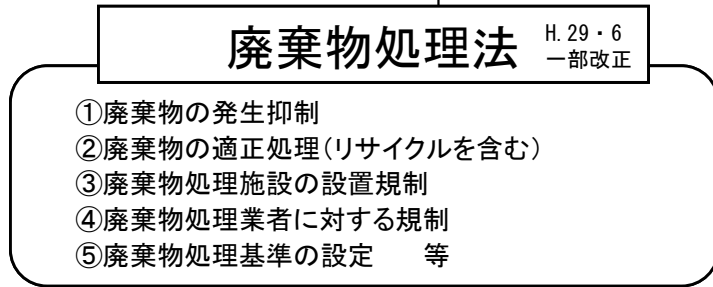 廃棄物処理法
H.29・6
一部改正
①廃棄物の発生抑制
②廃棄物の適正処理(リサイクルを含む)
③廃棄物処理施設の設置規制
④廃棄物処理業者に対する規制
⑤廃棄物処理基準の設定　　等